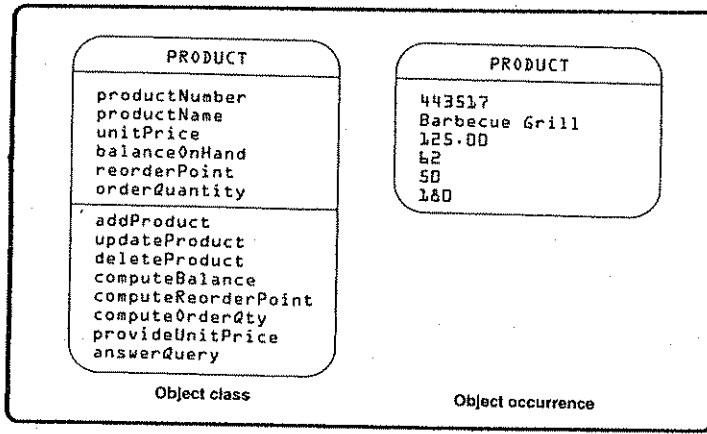 PRODUCT
productNumber
productName
unitPrice
balanceOnHand
reorderPoint
orderQuantity
addProduct
updateProduct
deleteProduct
computeBalance
computeReorderPoint
computeOrderQty
provideUnitPrice
answerQuery
Object class
PRODUCT
443517
Barbecue Grill
125.00
62
50
180
Object occurrence